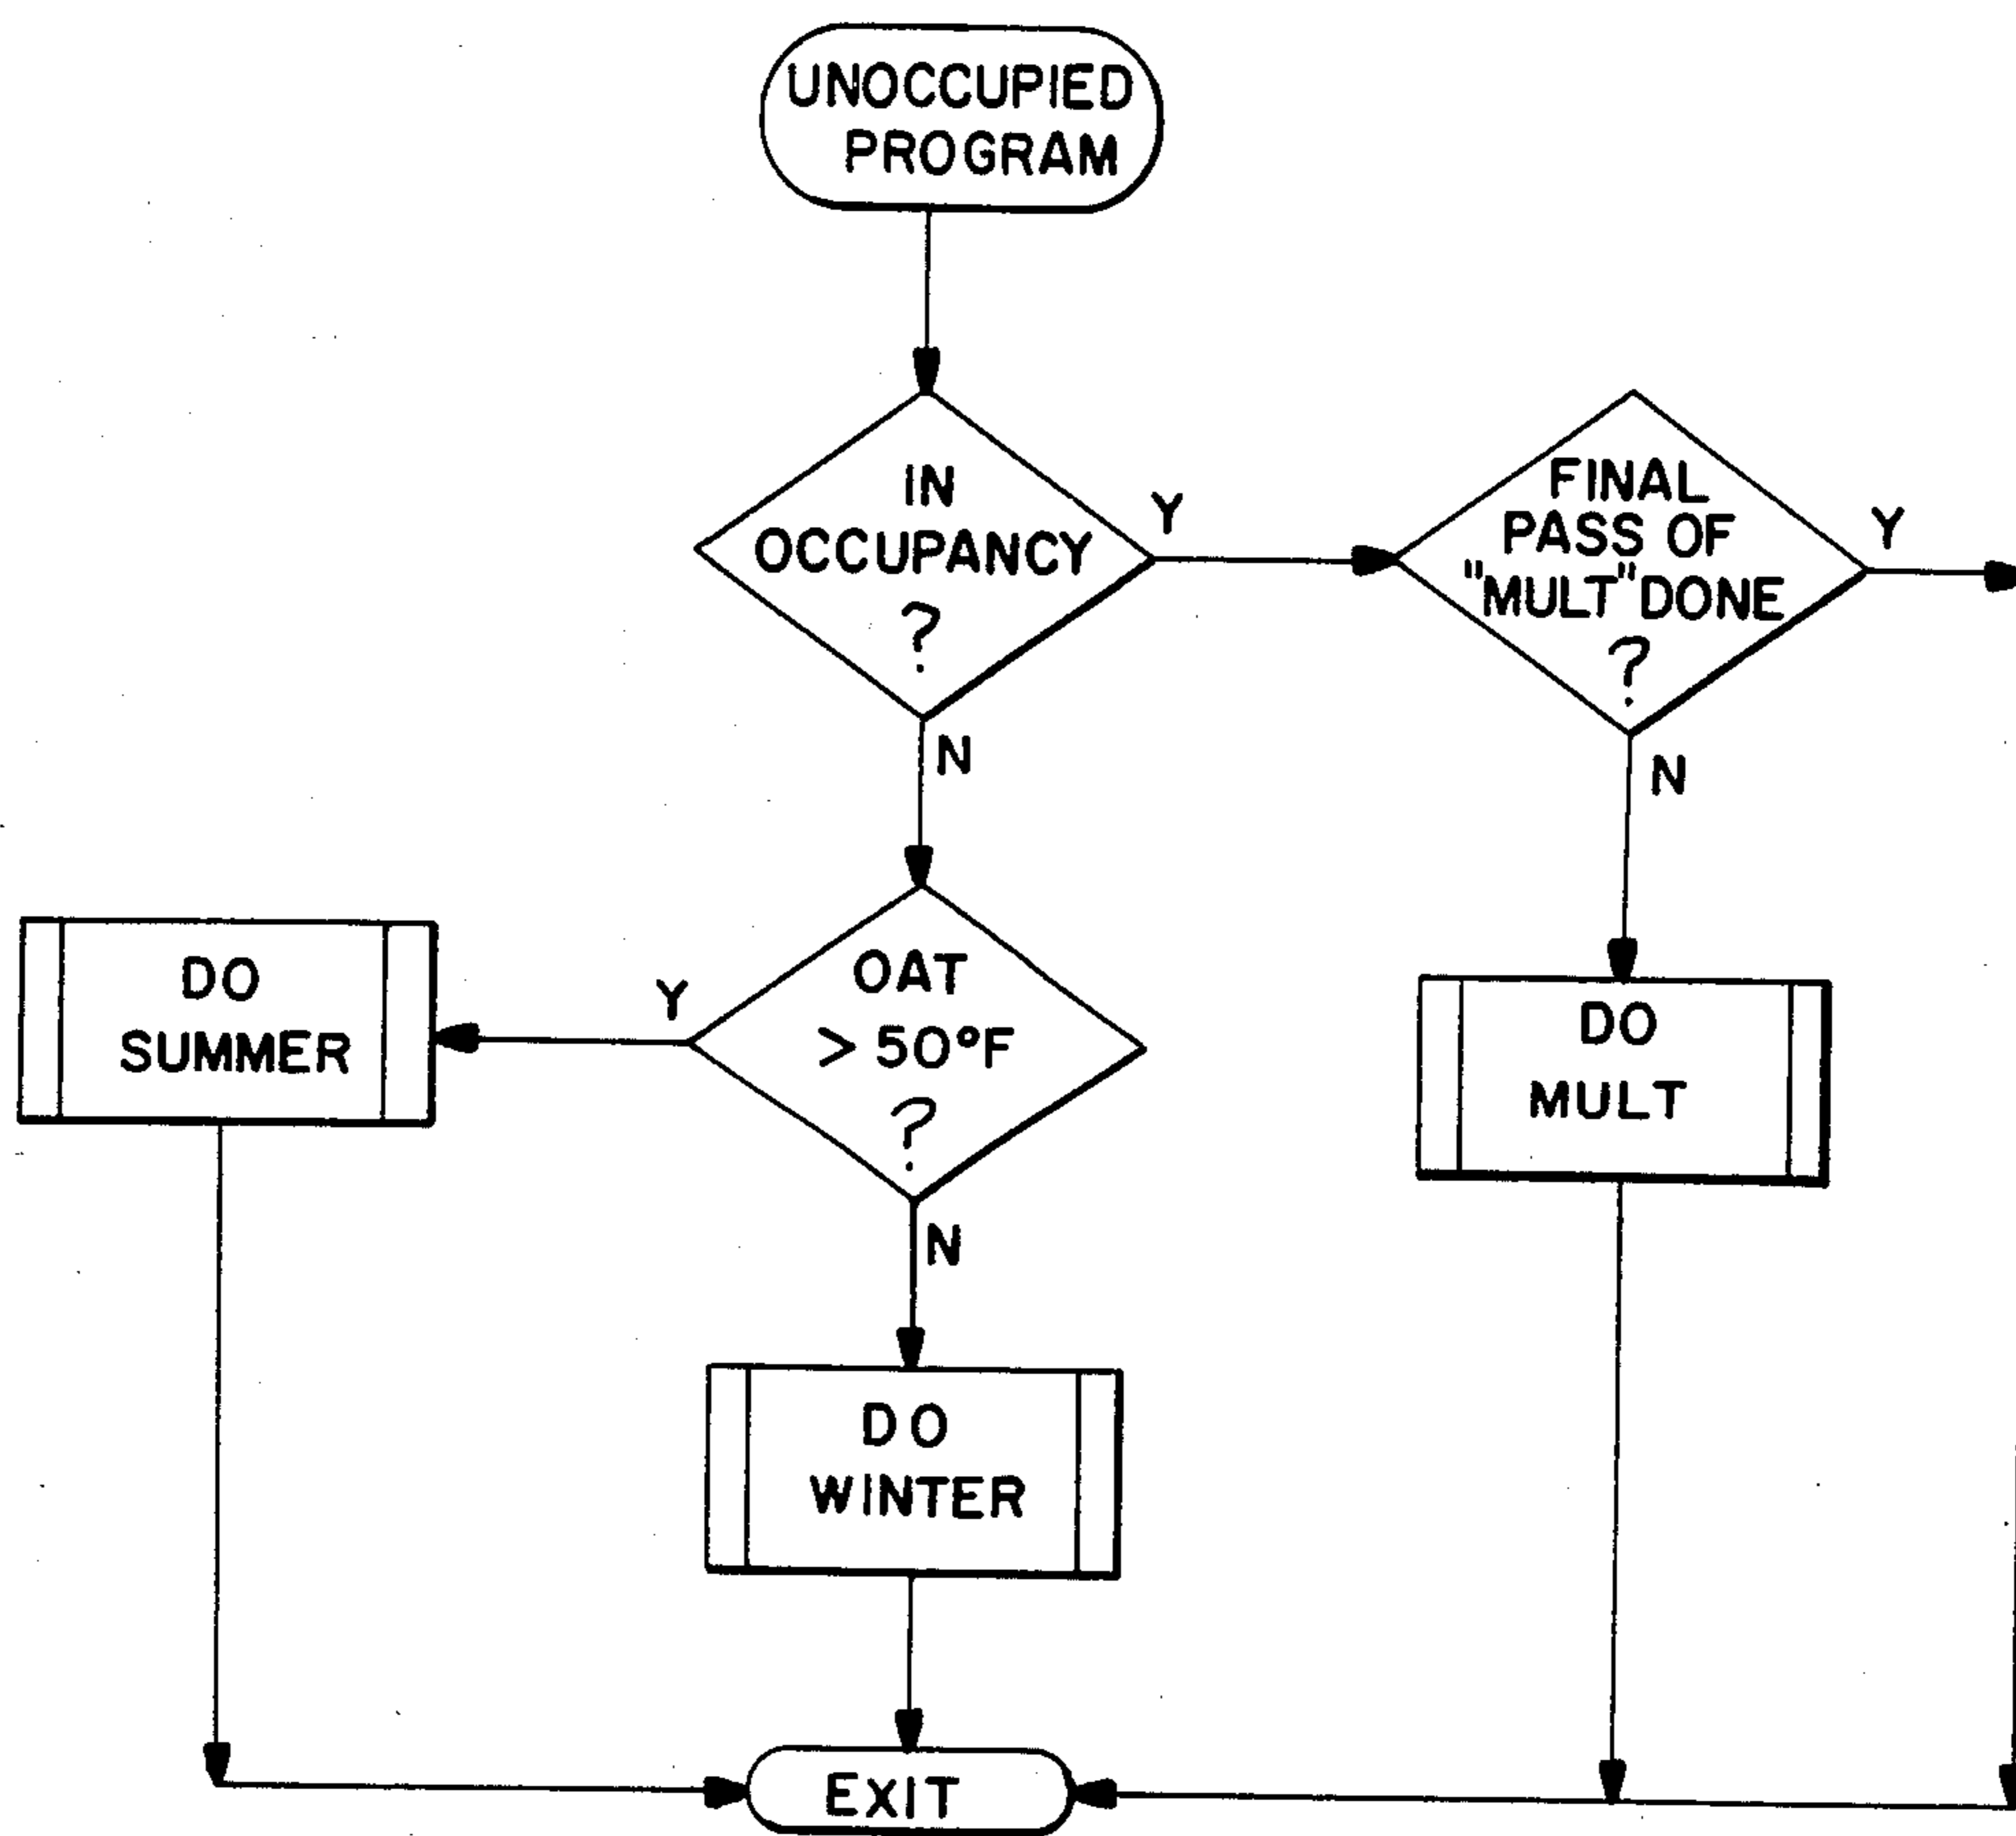 UNOCCUPIED
PROGRAM
IN
OCCUPANCY
?
Y
N
FINAL
PASS OF
"MULT" DONE
?
Y
N
OAT
> 50°F
?
Y
N
DO
SUMMER
DO
MULT
DO
WINTER
EXIT